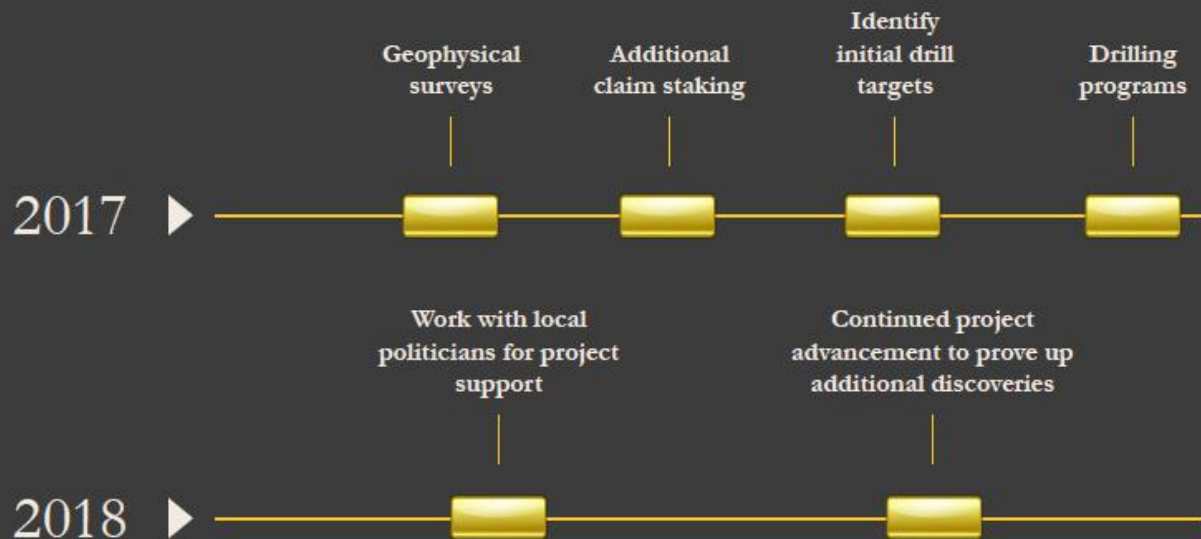 Geophysical
surveys
Additional
claim staking
Identify
initial drill
targets
Drilling
programs
2017
Work with local
politicians for project
support
Continued project
advancement to prove up
additional discoveries
2018